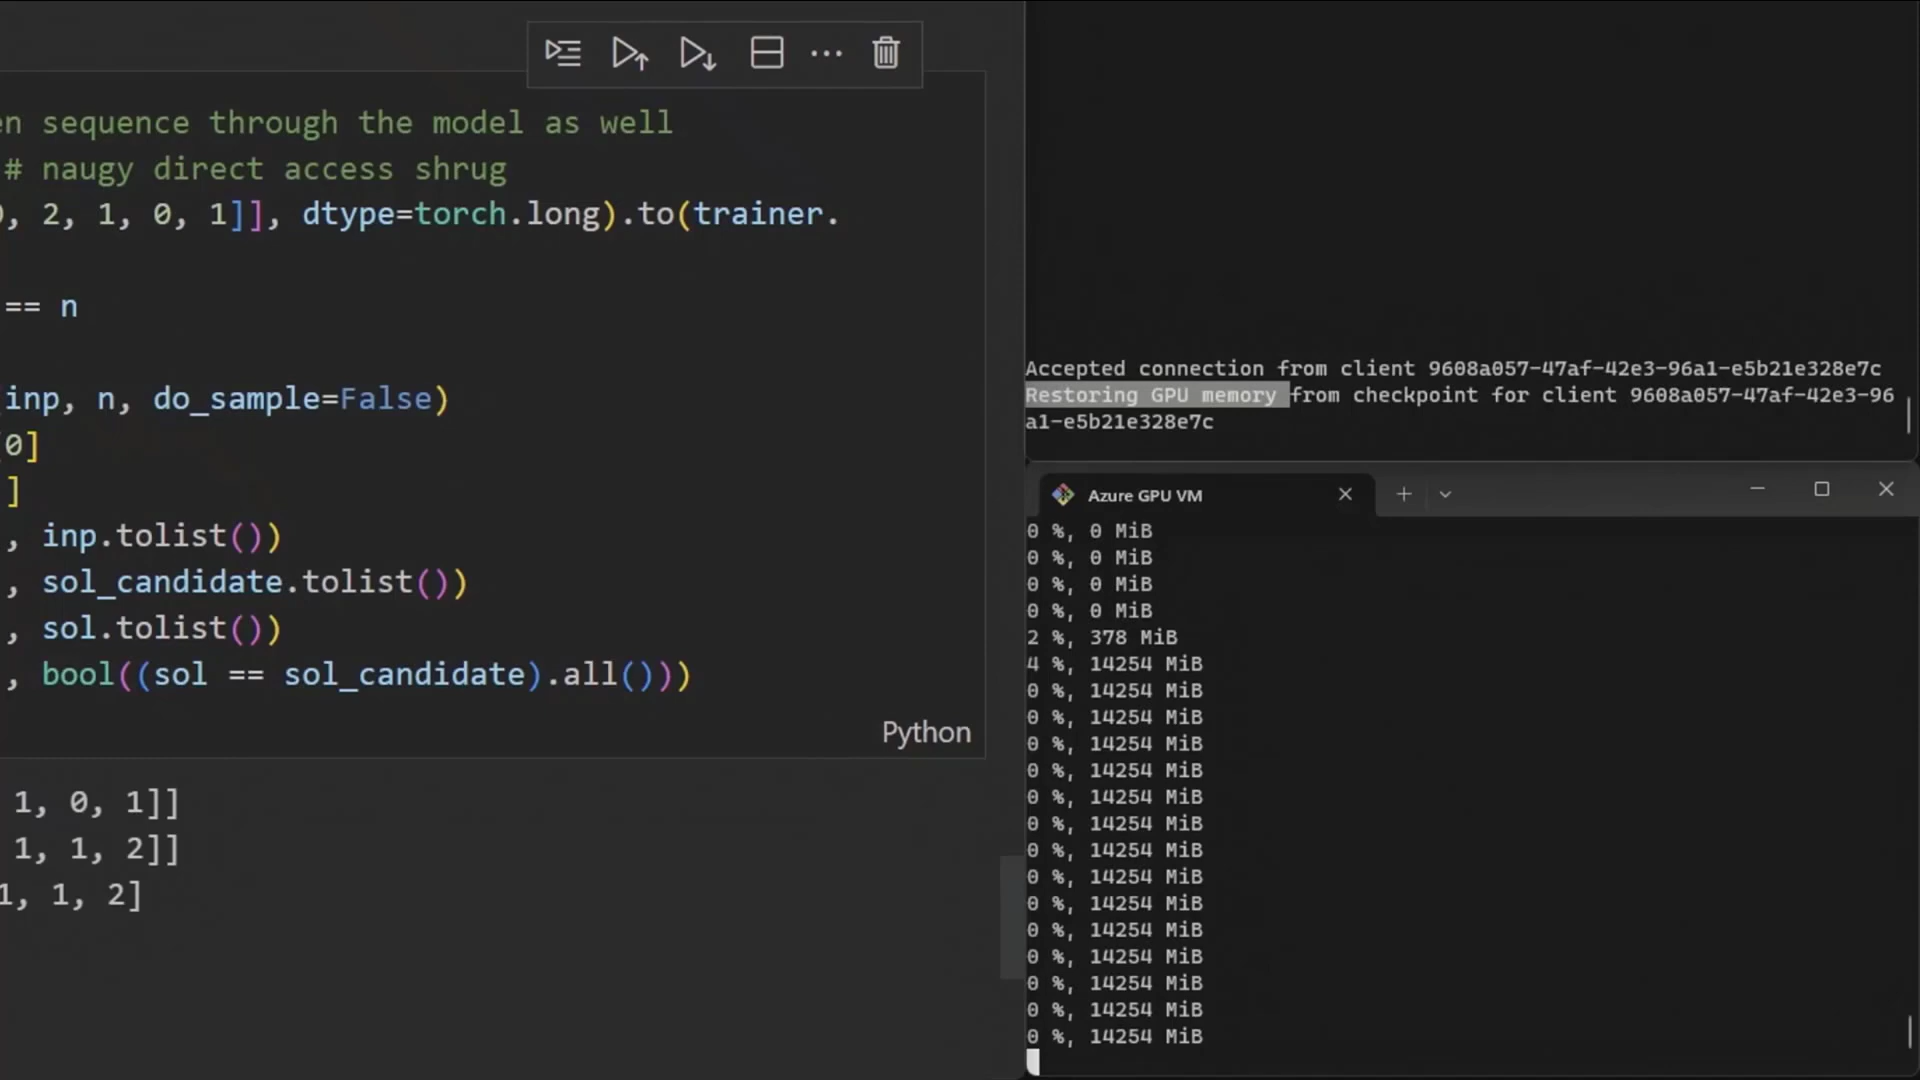 en sequence through the model as well
# naugy direct access shrug
, 2, 1, 0, 1]], dtype=torch.long).to(trainer.
== n
(inp, n, do_sample=False)
[0]
]
, inp.tolist())
, sol_candidate.tolist())
, sol.tolist())
, bool((sol == sol_candidate).all()))
Python
1, 0, 1]]
1, 1, 2]]
1, 1, 2]
Accepted connection from client 9608a057-47af-42e3-96a1-e5b21e328e7c
Restoring GPU memory from checkpoint for client 9608a057-47af-42e3-96
a1-e5b21e328e7c
Azure GPU VM
0 %, 0 MiB
0 %, 0 MiB
0 %, 0 MiB
0 %, 0 MiB
2 %, 378 MiB
4 %, 14254 MiB
0 %, 14254 MiB
0 %, 14254 MiB
0 %, 14254 MiB
0 %, 14254 MiB
0 %, 14254 MiB
0 %, 14254 MiB
0 %, 14254 MiB
0 %, 14254 MiB
0 %, 14254 MiB
0 %, 14254 MiB
0 %, 14254 MiB
0 %, 14254 MiB
0 %, 14254 MiB
0 %, 14254 MiB